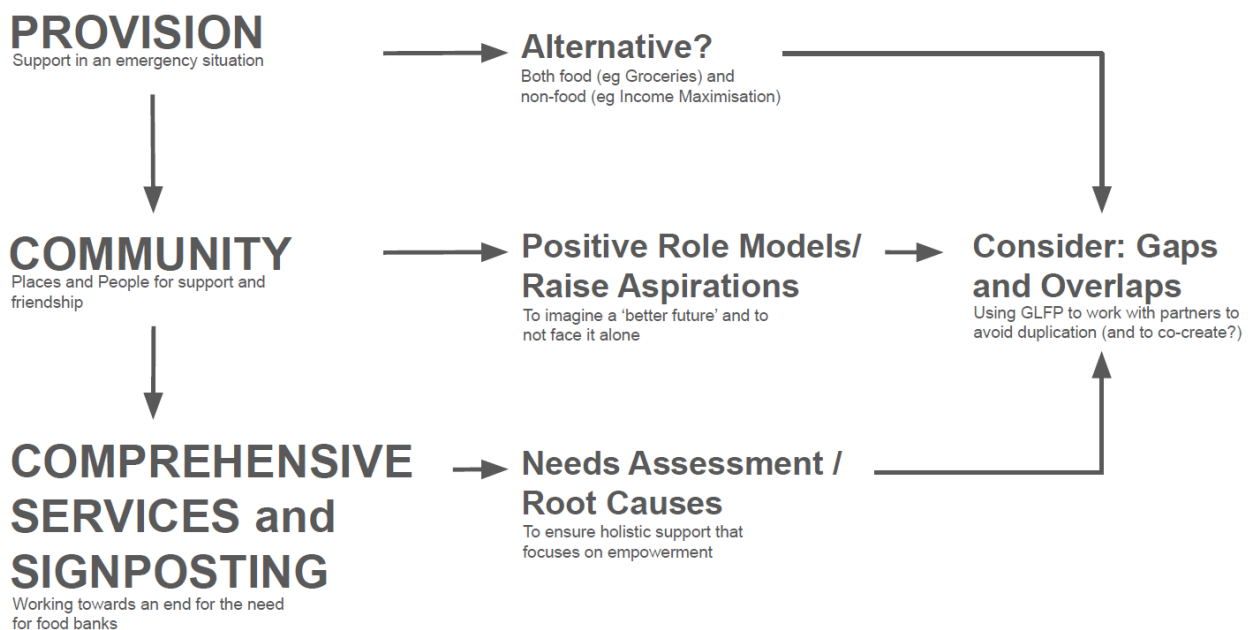 PROVISION
Support in an emergency situation
Alternative?
Both food (eg Groceries) and
non-food (eg Income Maximisation)
COMMUNITY
Places and People for support and
friendship
Positive Role Models/
Raise Aspirations
To imagine a ‘better future’ and to
not face it alone
Consider: Gaps
and Overlaps
Using GLFP to work with partners to
avoid duplication (and to co-create?)
COMPREHENSIVE
SERVICES and
SIGNPOSTING
Working towards an end for the need
for food banks
Needs Assessment /
Root Causes
To ensure holistic support that
focuses on empowerment